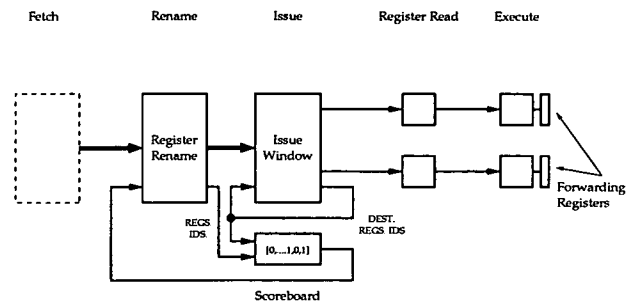 Fetch
Rename
Issue
Register Read
Execute
Register
Rename
Issue
Window
Forwarding
Registers
REGS.
IDS.
DEST.
REGS. IDS
[0,...1,0,1]
Scoreboard